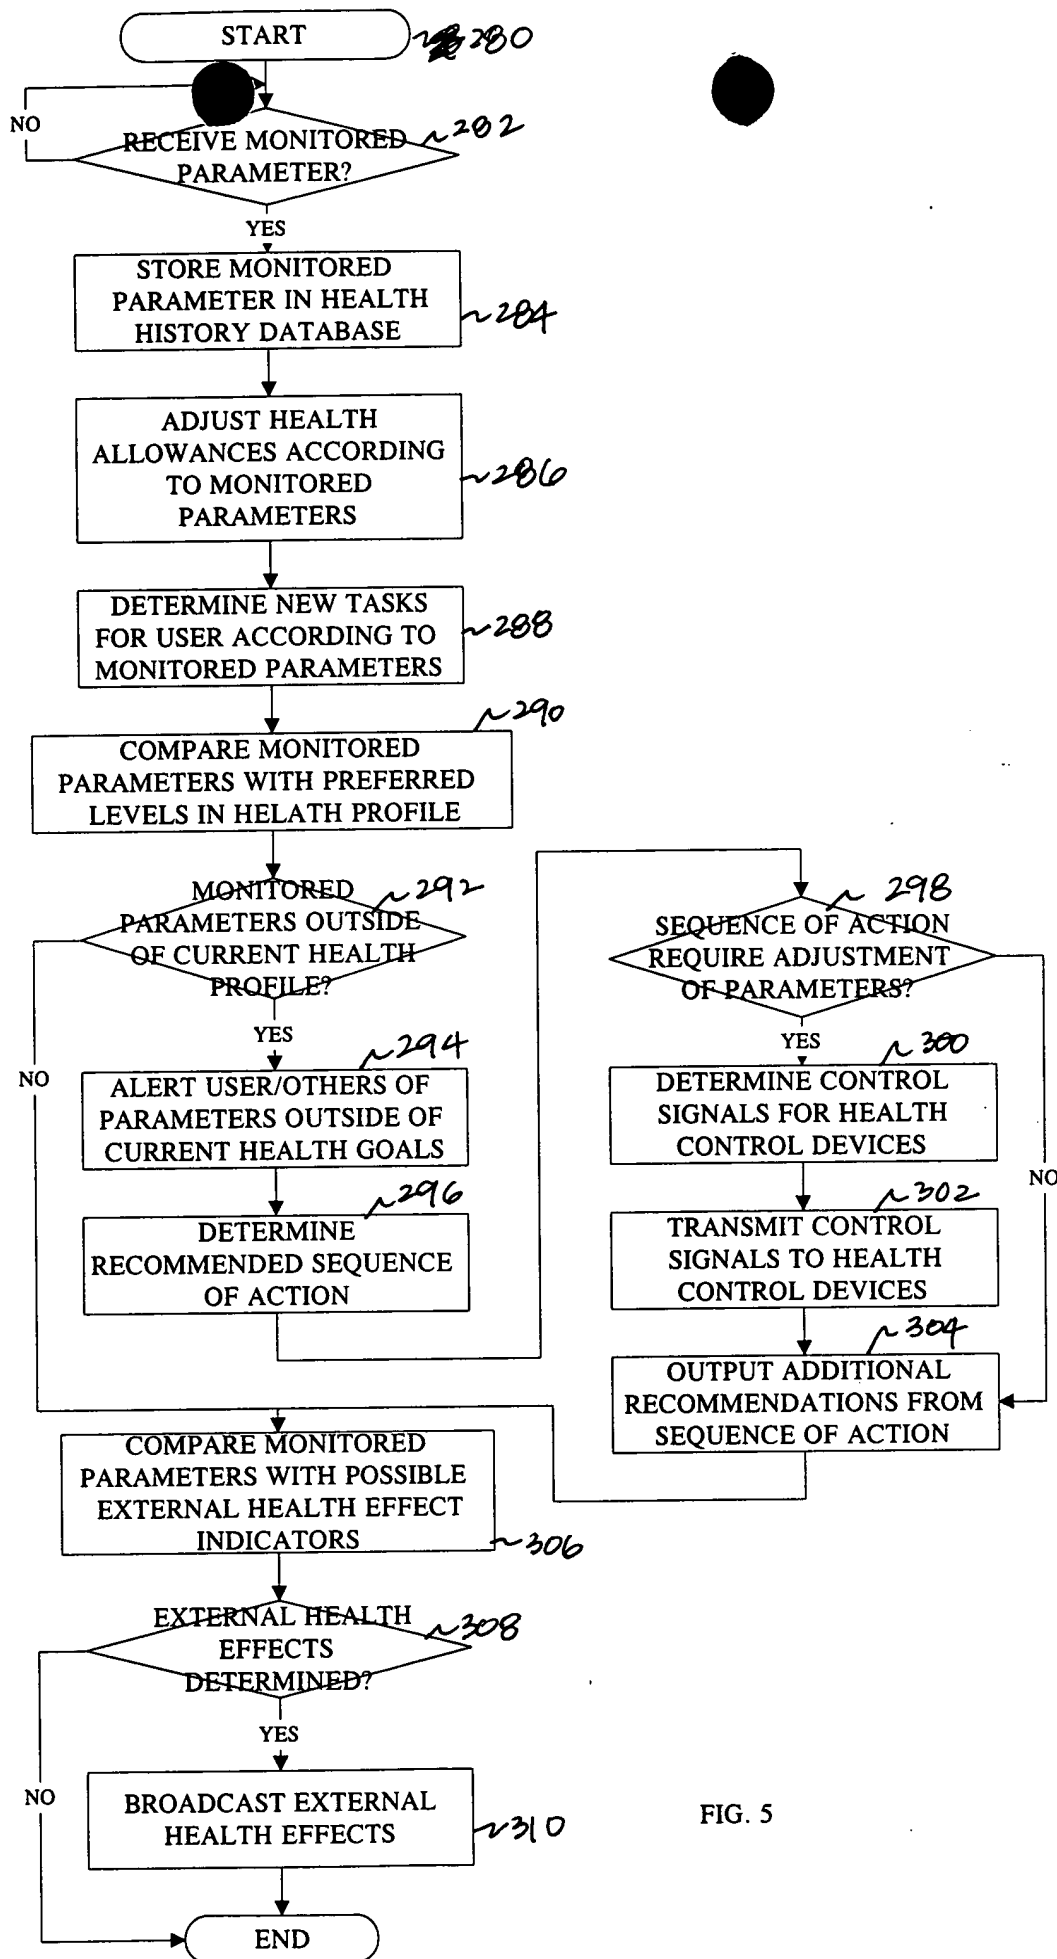 START
~280
NO
RECEIVE MONITORED
PARAMETER?
~282
YES
STORE MONITORED
PARAMETER IN HEALTH
HISTORY DATABASE
~284
ADJUST HEALTH
ALLOWANCES ACCORDING
TO MONITORED
PARAMETERS
~286
DETERMINE NEW TASKS
FOR USER ACCORDING TO
MONITORED PARAMETERS
~288
~290
COMPARE MONITORED
PARAMETERS WITH PREFERRED
LEVELS IN HELATH PROFILE
MONITORED
PARAMETERS OUTSIDE
OF CURRENT HEALTH
PROFILE?
~292
YES
NO
~294
ALERT USER/OTHERS OF
PARAMETERS OUTSIDE OF
CURRENT HEALTH GOALS
~296
DETERMINE
RECOMMENDED SEQUENCE
OF ACTION
~298
SEQUENCE OF ACTION
REQUIRE ADJUSTMENT
OF PARAMETERS?
YES
NO
~300
DETERMINE CONTROL
SIGNALS FOR HEALTH
CONTROL DEVICES
~302
TRANSMIT CONTROL
SIGNALS TO HEALTH
CONTROL DEVICES
~304
OUTPUT ADDITIONAL
RECOMMENDATIONS FROM
SEQUENCE OF ACTION
COMPARE MONITORED
PARAMETERS WITH POSSIBLE
EXTERNAL HEALTH EFFECT
INDICATORS
~306
EXTERNAL HEALTH
EFFECTS
DETERMINED?
~308
YES
NO
BROADCAST EXTERNAL
HEALTH EFFECTS
~310
END
FIG. 5